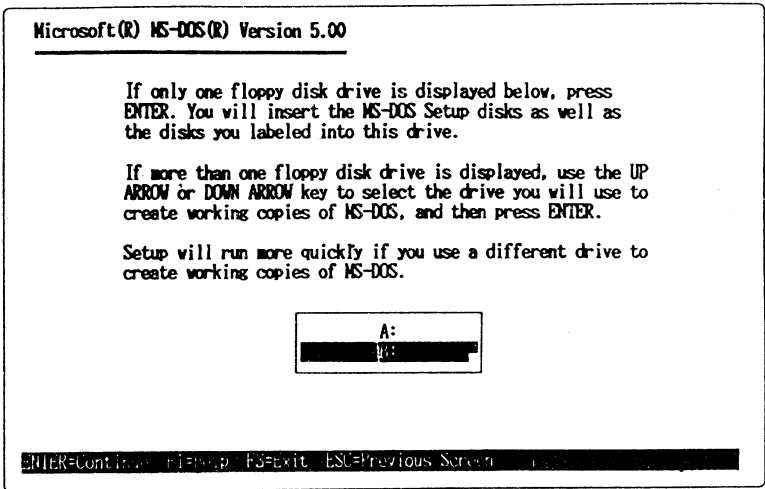 Microsoft(R) MS-DOS(R) Version 5.00
If only one floppy disk drive is displayed below, press
ENTER. You will insert the MS-DOS Setup disks as well as
the disks you labeled into this drive.
If more than one floppy disk drive is displayed, use the UP
ARROW or DOWN ARROW key to select the drive you will use to
create working copies of MS-DOS, and then press ENTER.
Setup will run more quickly if you use a different drive to
create working copies of MS-DOS.
A:
ENTER=Continue F1=Help F3=Exit ESC=Previous Screen